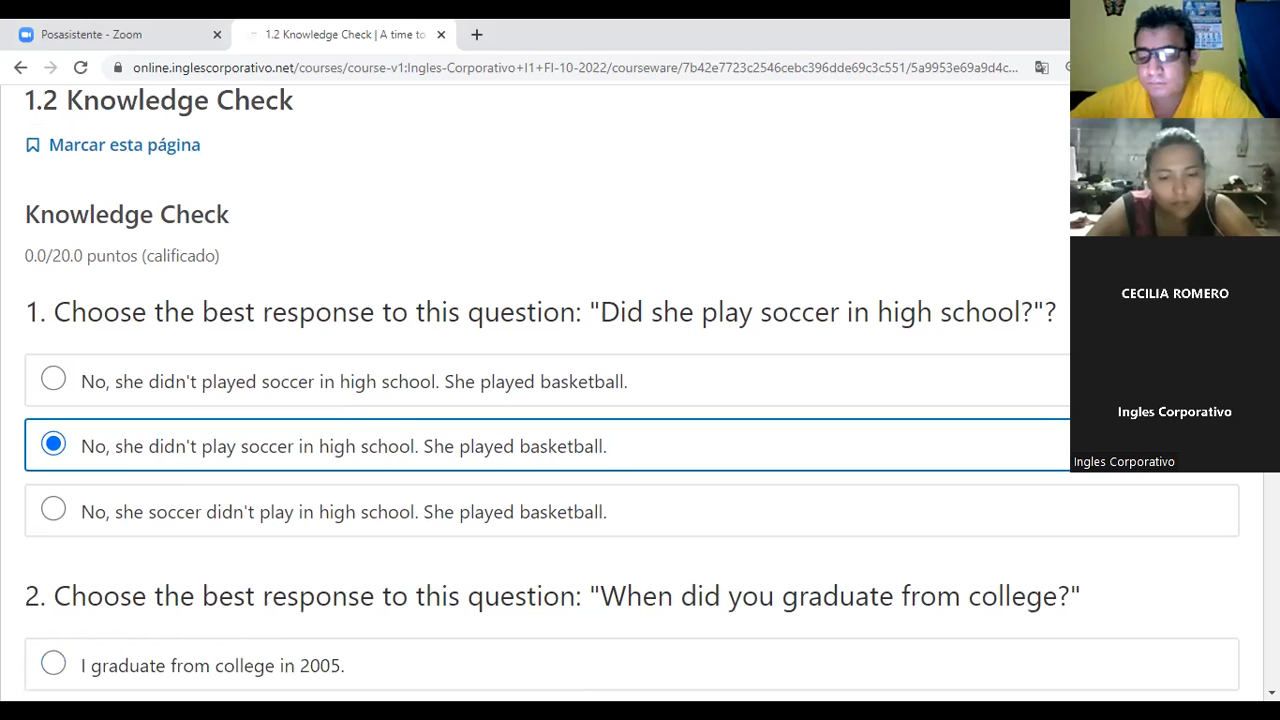 Posasistente - Zoom
1.2 Knowledge Check | A time to
online.inglescorporativo.net/courses/course-v1:Ingles-Corporativo+I1+FI-10-2022/courseware/7b42e7723c2546cebc396dde69c3c551/5a9953e69a9d4c...
1.2 Knowledge Check
Marcar esta página
Knowledge Check
0.0/20.0 puntos (calificado)
1. Choose the best response to this question: "Did she play soccer in high school?"?
No, she didn't played soccer in high school. She played basketball.
No, she didn't play soccer in high school. She played basketball.
No, she soccer didn't play in high school. She played basketball.
2. Choose the best response to this question: "When did you graduate from college?"
I graduate from college in 2005.
CECILIA ROMERO
Ingles Corporativo
Ingles Corporativo